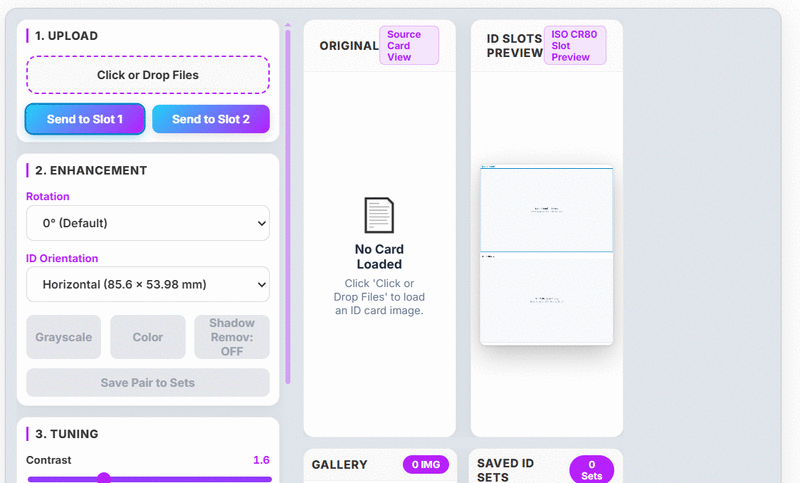 1. UPLOAD
Click or Drop Files
Send to Slot 1
Send to Slot 2
2. ENHANCEMENT
Rotation
0° (Default)
ID Orientation
Horizontal (85.6 × 53.98 mm)
Grayscale
Color
Shadow
Remov:
OFF
Save Pair to Sets
3. TUNING
Contrast
1.6
ORIGINAL
Source
Card
View
No Card
Loaded
Click 'Click or
Drop Files' to load
an ID card image.
ID SLOTS
PREVIEW
ISO CR80
Slot
Preview
GALLERY
0 IMG
SAVED ID
SETS
0
Sets